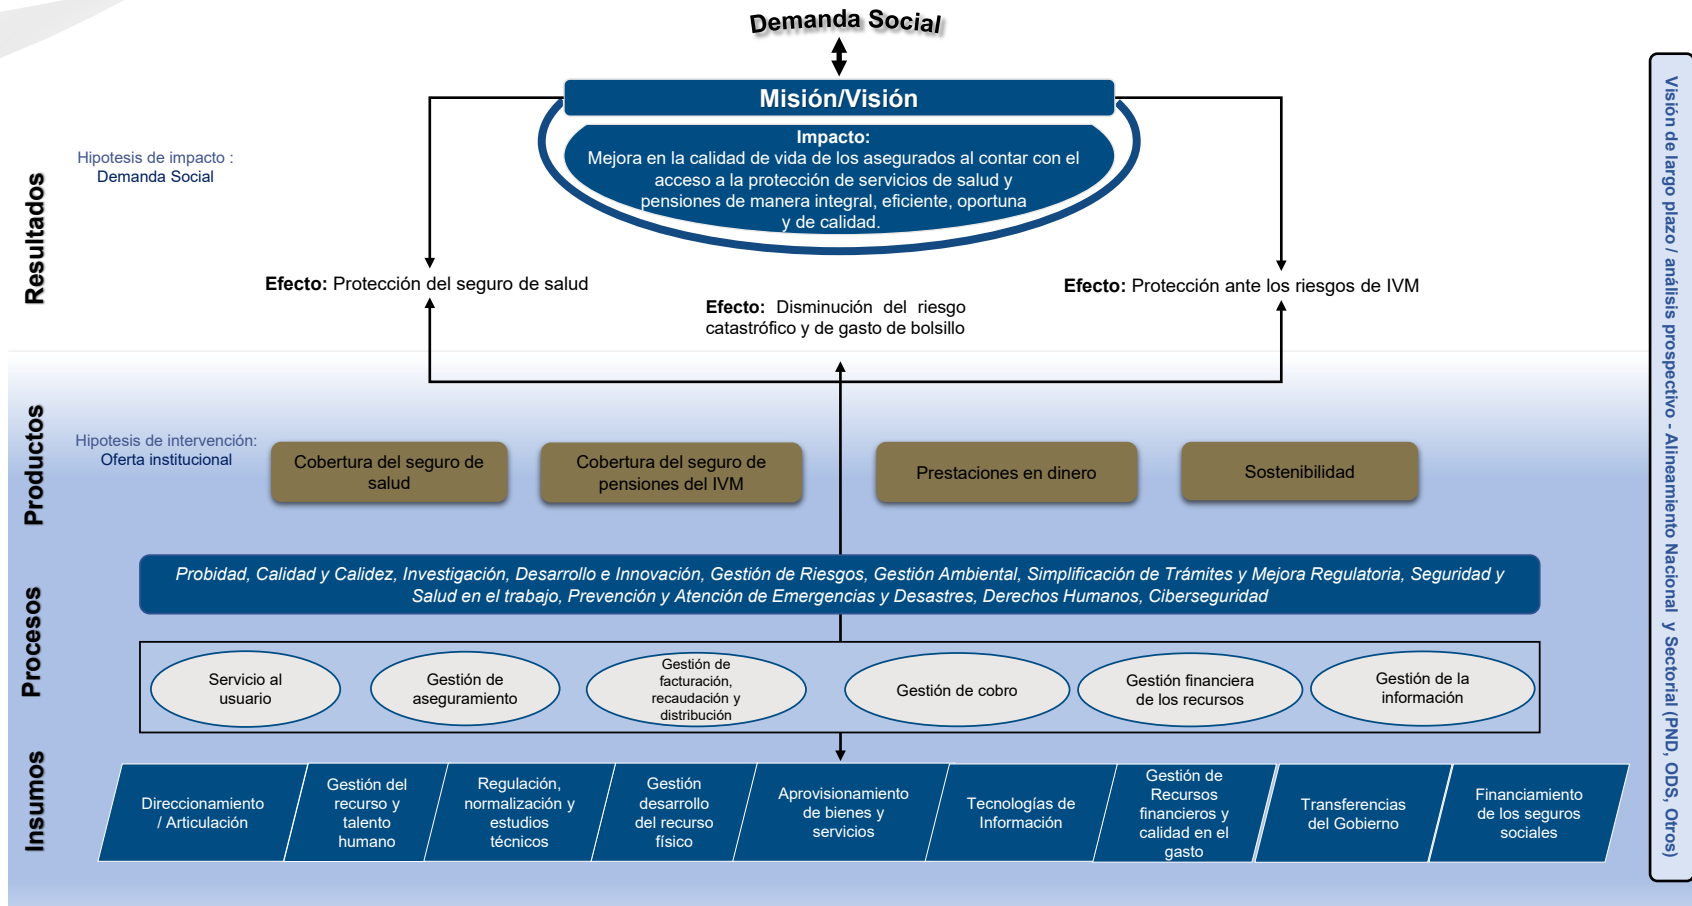 Demanda Social
Misión/Visión
Impacto:
Mejora en la calidad de vida de los asegurados al contar con el
acceso a la protección de servicios de salud y
pensiones de manera integral, eficiente, oportuna
y de calidad.
Resultados
Hipotesis de impacto :
Demanda Social
Efecto: Protección del seguro de salud
Efecto: Disminución del riesgo
catastrófico y de gasto de bolsillo
Efecto: Protección ante los riesgos de IVM
Productos
Hipotesis de intervención:
Oferta institucional
Cobertura del seguro de
salud
Cobertura del seguro de
pensiones del IVM
Prestaciones en dinero
Sostenibilidad
Procesos
Probidad, Calidad y Calidez, Investigación, Desarrollo e Innovación, Gestión de Riesgos, Gestión Ambiental, Simplificación de Trámites y Mejora Regulatoria, Seguridad y
Salud en el trabajo, Prevención y Atención de Emergencias y Desastres, Derechos Humanos, Ciberseguridad
Servicio al
usuario
Gestión de
aseguramiento
Gestión de
facturación,
recaudación y
distribución
Gestión de cobro
Gestión financiera
de los recursos
Gestión de la
información
Insumos
Direccionamiento
/ Articulación
Gestión del
recurso y
talento
humano
Regulación,
normalización y
estudios
técnicos
Gestión
desarrollo
del recurso
físico
Aprovisionamiento
de bienes y
servicios
Tecnologías de
Información
Gestión de
Recursos
financieros y
calidad en el
gasto
Transferencias
del Gobierno
Financiamiento
de los seguros
sociales
Visión de largo plazo / análisis prospectivo - Alineamiento Nacional y Sectorial (PND, ODS, Otros)